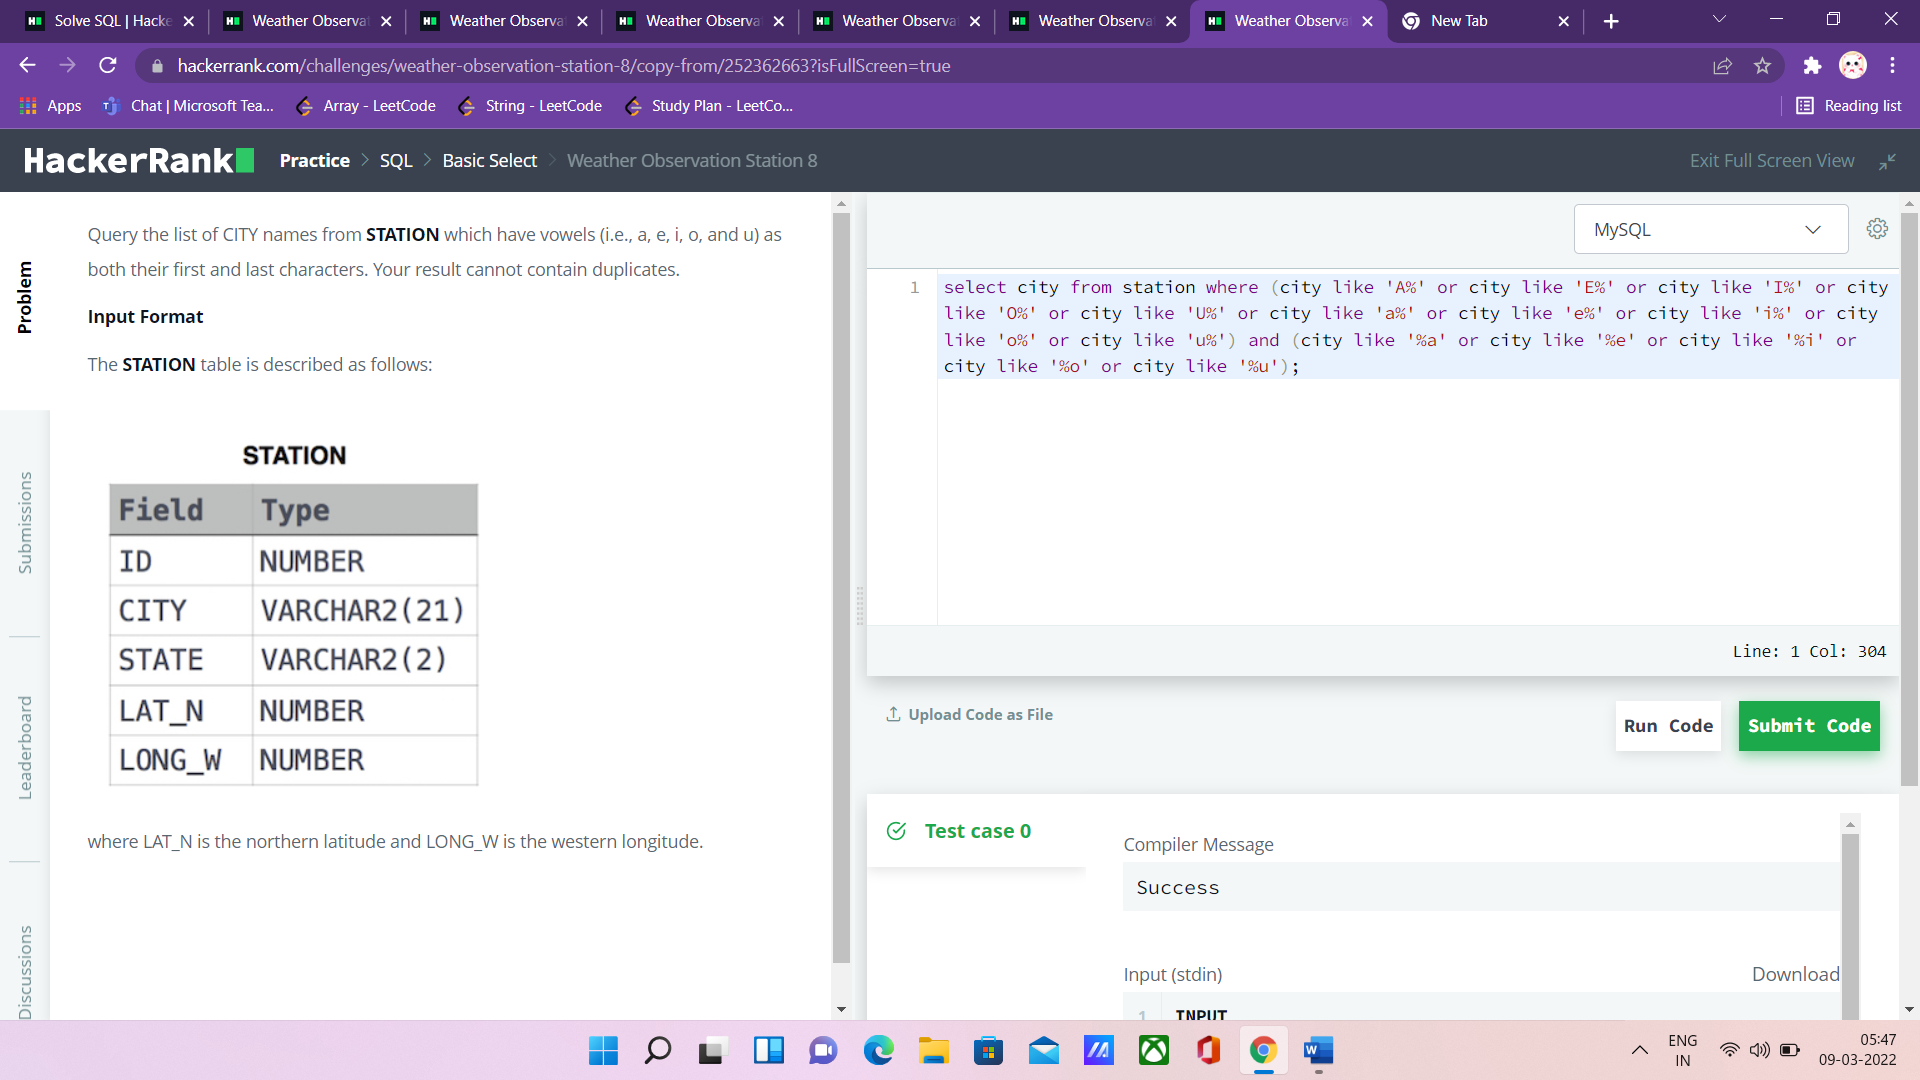 Solve SQL | Hacke
Weather Observat
Weather Observa
Weather Observat
Weather Observat
Weather Observa
Weather Observat
New Tab
hackerrank.com/challenges/weather-observation-station-8/copy-from/252362663?isFullScreen=true
Apps
Chat | Microsoft Tea...
Array - LeetCode
String - LeetCode
Study Plan - LeetCo...
Reading list
HackerRank
Practice > SQL > Basic Select > Weather Observation Station 8
Exit Full Screen View
Problem
Submissions
Leaderboard
Discussions
Query the list of CITY names from STATION which have vowels (i.e., a, e, i, o, and u) as
both their first and last characters. Your result cannot contain duplicates.
Input Format
The STATION table is described as follows:
STATION
Field Type
ID NUMBER
CITY VARCHAR2(21)
STATE VARCHAR2(2)
LAT_N NUMBER
LONG_W NUMBER
where LAT_N is the northern latitude and LONG_W is the western longitude.
MySQL
1 select city from station where (city like 'A%' or city like 'E%' or city like 'I%' or city
like 'O%' or city like 'U%' or city like 'a%' or city like 'e%' or city like 'i%' or city
like 'o%' or city like 'u%') and (city like '%a' or city like '%e' or city like '%i' or
city like '%o' or city like '%u');
Line: 1 Col: 304
Upload Code as File
Run Code
Submit Code
Test case 0
Compiler Message
Success
Input (stdin)
Download
1 INPUT
ENG
IN
05:47
09-03-2022